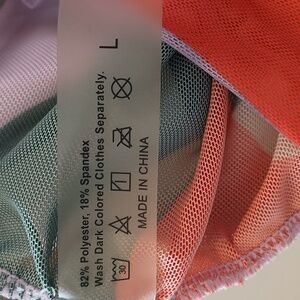 82% Polyester, 18% Spandex
Wash Dark Colored Clothes Separately.
30
MADE IN CHINA
L